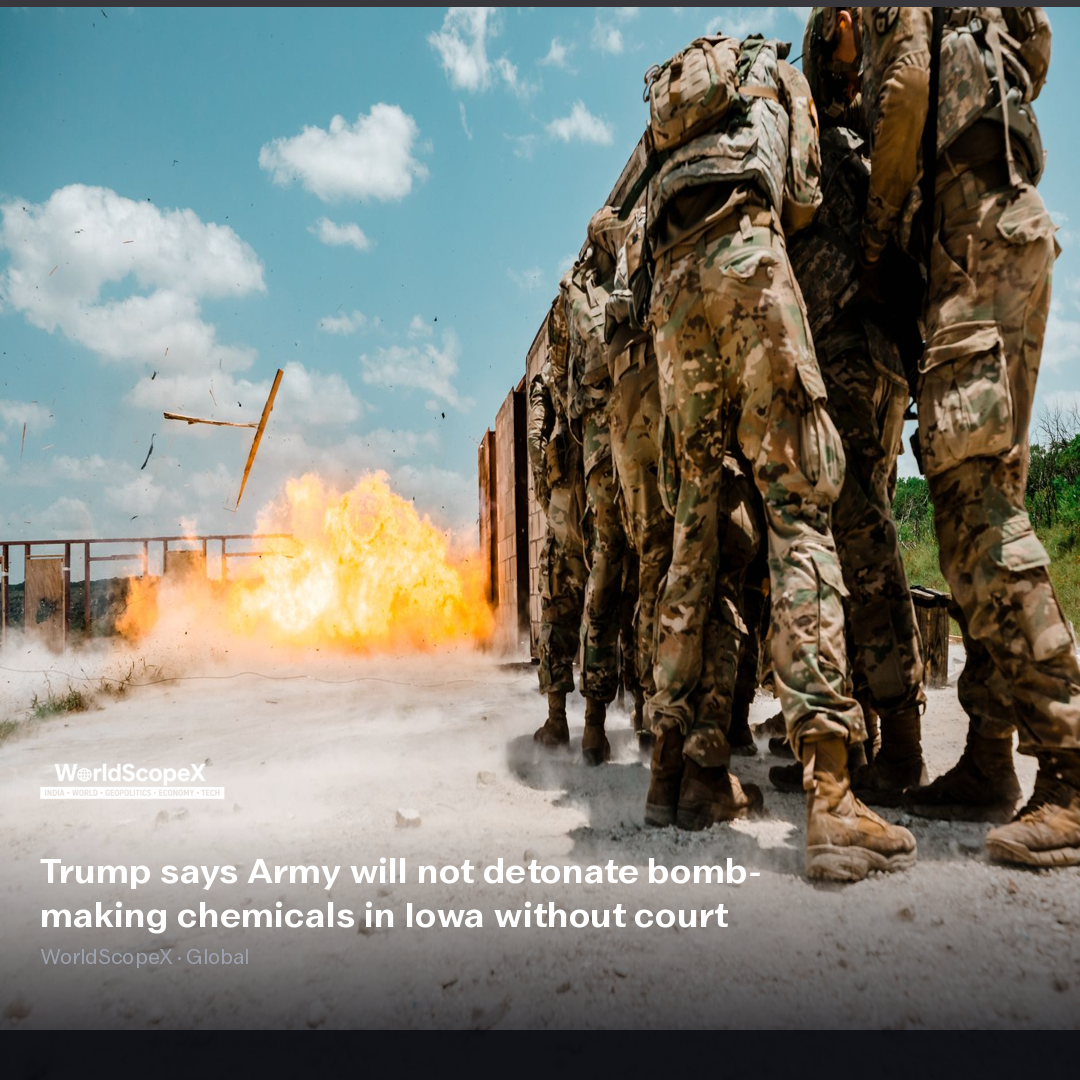 WorldScopeX
INDIA • WORLD • GEOPOLITICS • ECONOMY • TECH
Trump says Army will not detonate bomb-
making chemicals in Iowa without court
WorldScopeX · Global